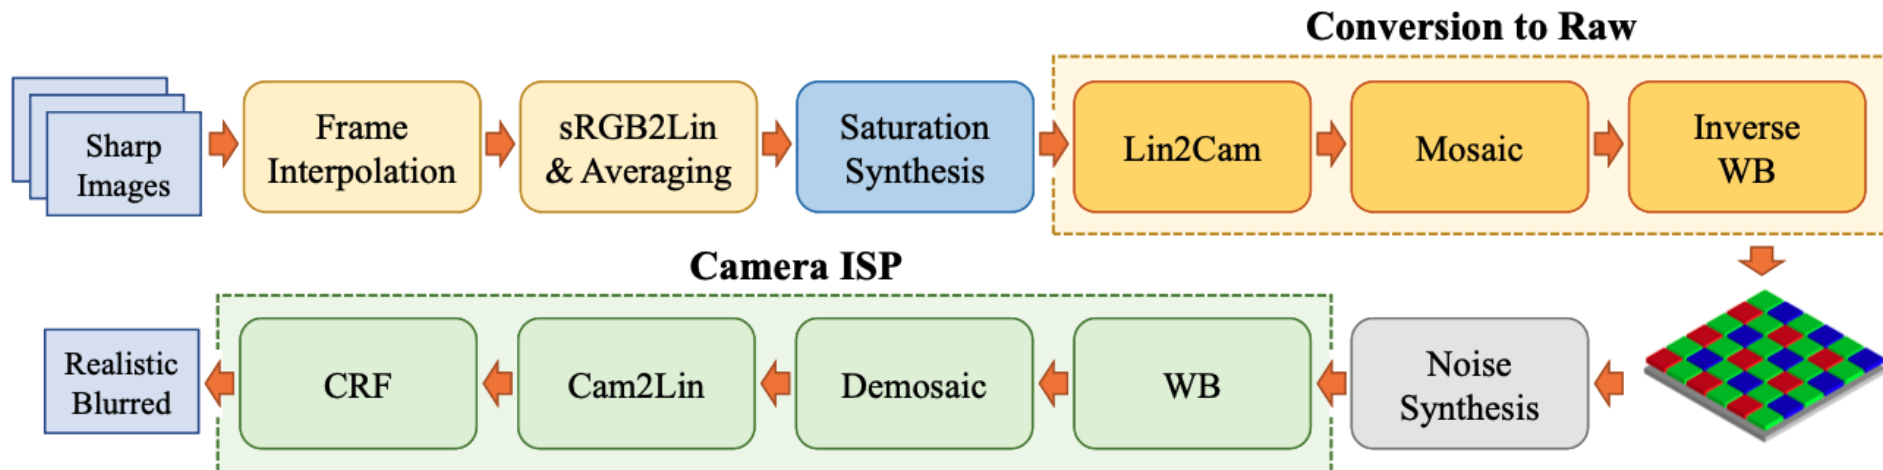 Conversion to Raw
Sharp
Images
Frame
Interpolation
sRGB2Lin
& Averaging
Saturation
Synthesis
Lin2Cam
Mosaic
Inverse
WB
Camera ISP
Realistic
Blurred
CRF
Cam2Lin
Demosaic
WB
Noise
Synthesis